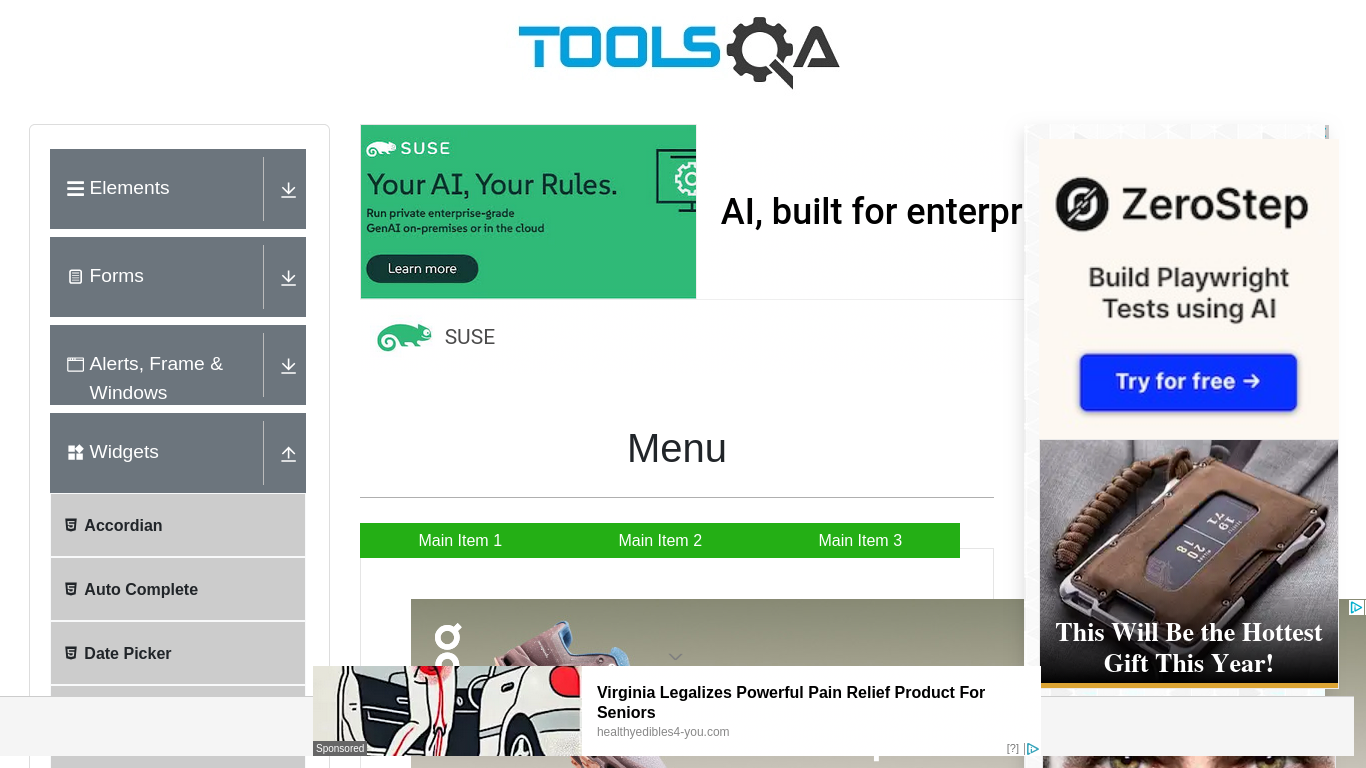 TOOLSQA
Elements
Forms
Alerts, Frame &
Windows
Widgets
Accordian
Auto Complete
Date Picker
SUSE
Your AI, Your Rules.
Run private enterprise-grade
GenAI on-premises or in the cloud
Learn more
AI, built for enterpr
SUSE
Menu
Main Item 1
Main Item 2
Main Item 3
ZeroStep
Build Playwright
Tests using AI
Try for free →
This Will Be the Hottest
Gift This Year!
Virginia Legalizes Powerful Pain Relief Product For
Seniors
healthyedibles4-you.com
Sponsored
[?]